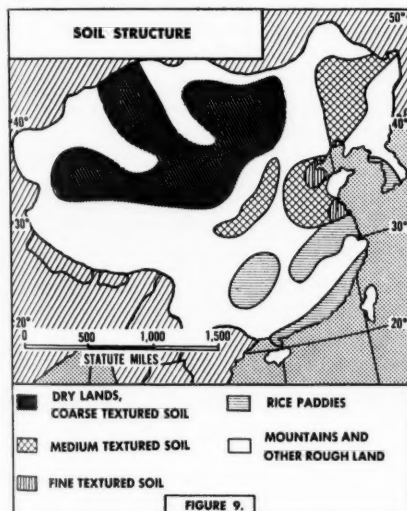 SOIL STRUCTURE
50°
40°
40°
30°
30°
20°
20°
0 500 1,000 1,500
STATUTE MILES
DRY LANDS,
COARSE TEXTURED SOIL
RICE PADDIES
MEDIUM TEXTURED SOIL
MOUNTAINS AND
OTHER ROUGH LAND
FINE TEXTURED SOIL
FIGURE 9.